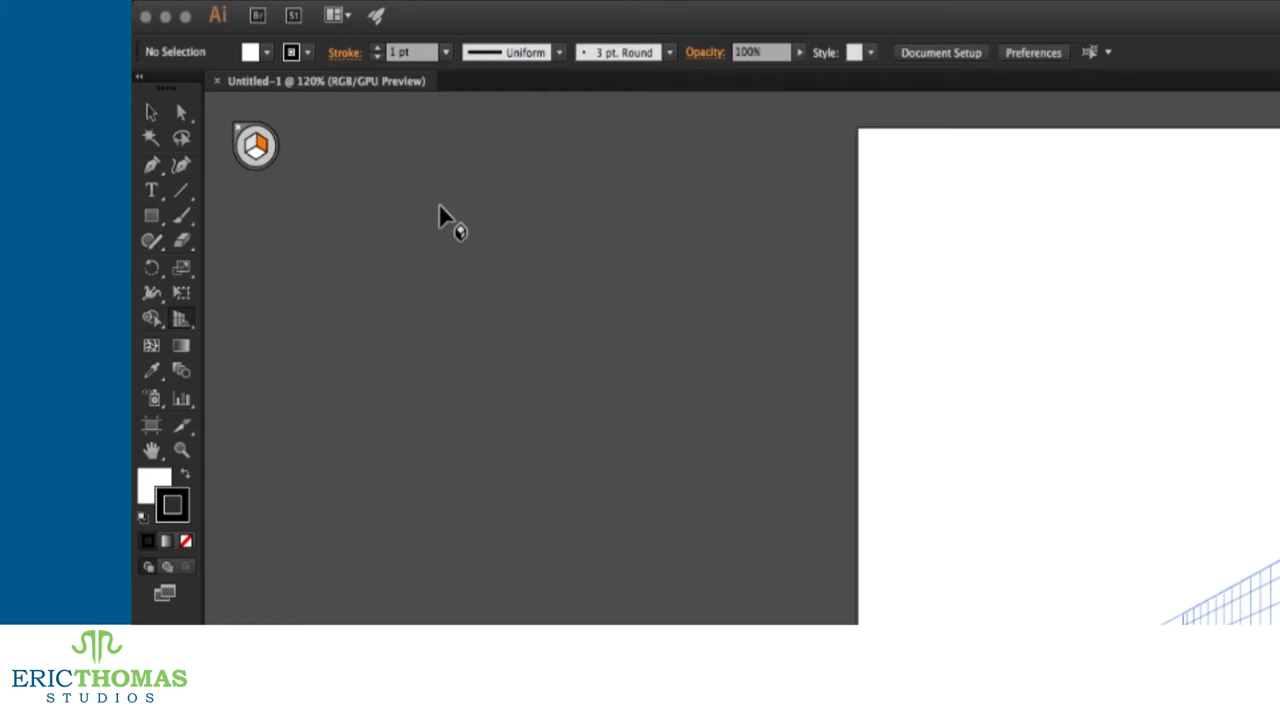 Ai Br St
No Selection Stroke: 1 pt Uniform 3 pt. Round Opacity: 100% Style: Document Setup Preferences
× Untitled-1 @ 120% (RGB/GPU Preview)
T
ERICTHOMAS
STUDIOS